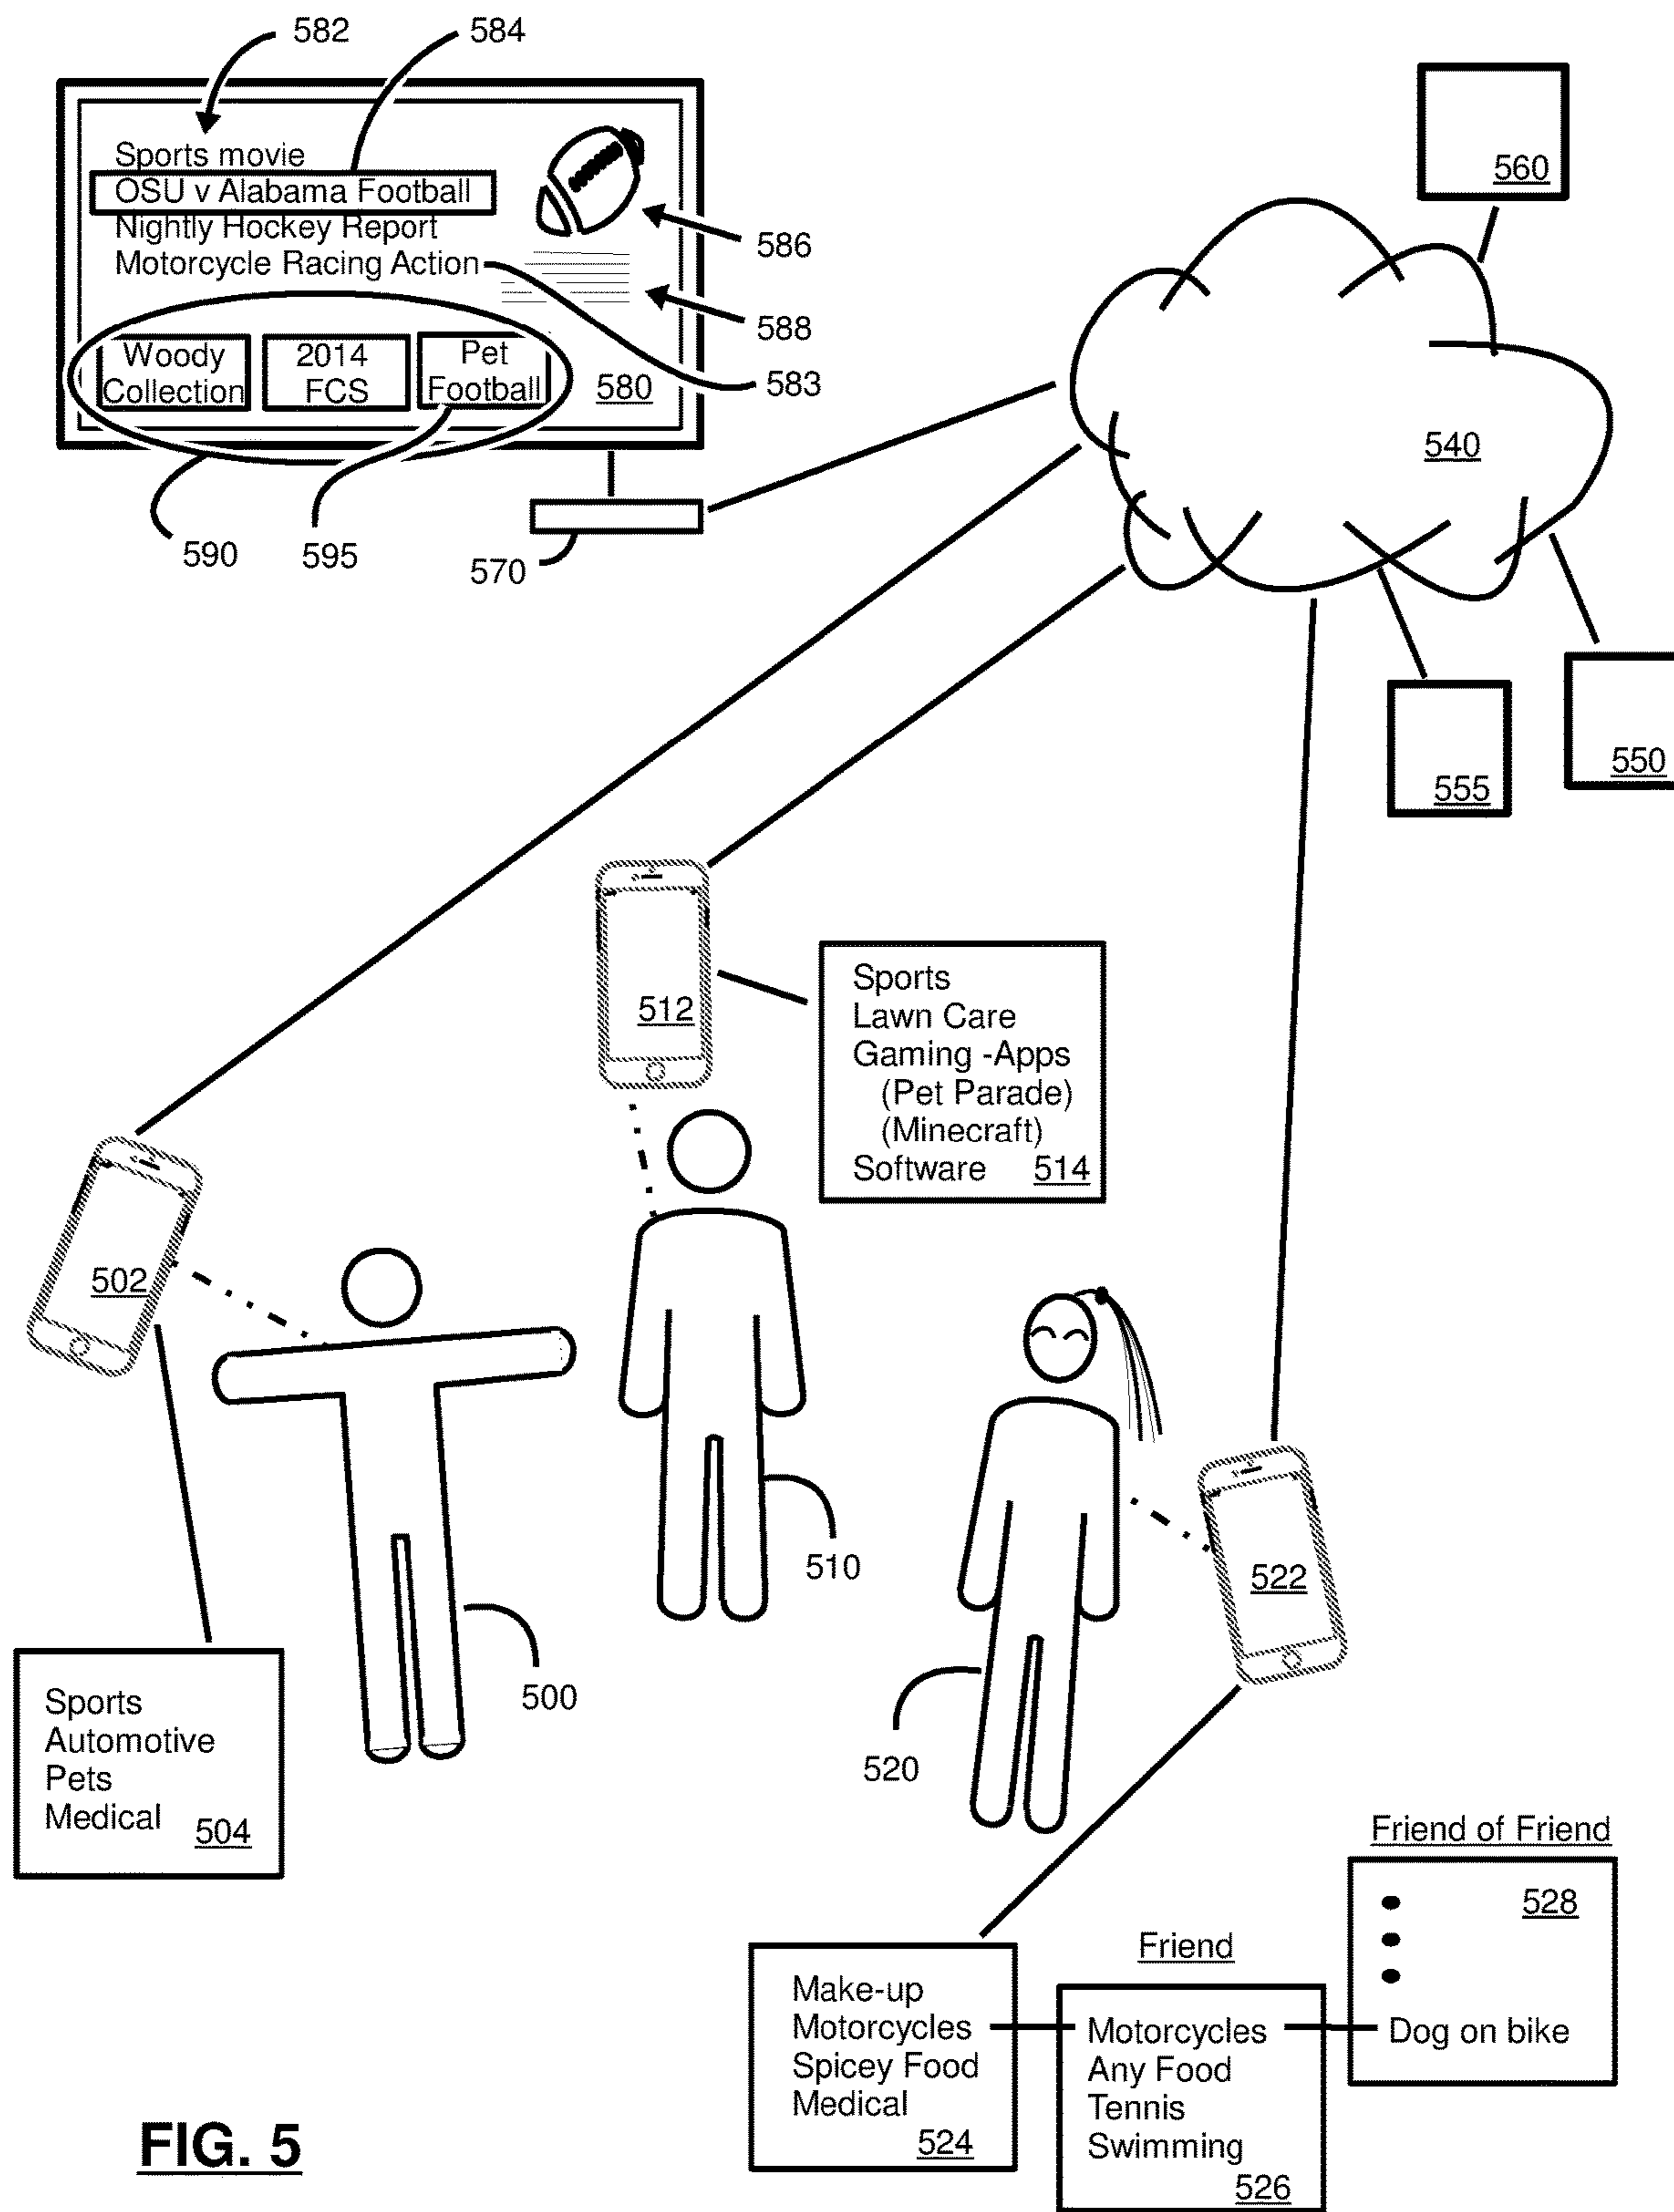 582
584
Sports movie
OSU v Alabama Football
Nightly Hockey Report
Motorcycle Racing Action
586
588
583
Woody
Collection
2014
FCS
Pet
Football
580
590
595
570
560
540
550
555
512
Sports
Lawn Care
Gaming -Apps
(Pet Parade)
(Minecraft)
Software 514
502
510
522
500
520
Sports
Automotive
Pets
Medical
504
Make-up
Motorcycles
Spicey Food
Medical
524
Friend
Motorcycles
Any Food
Tennis
Swimming
526
Friend of Friend
528
Dog on bike
FIG. 5